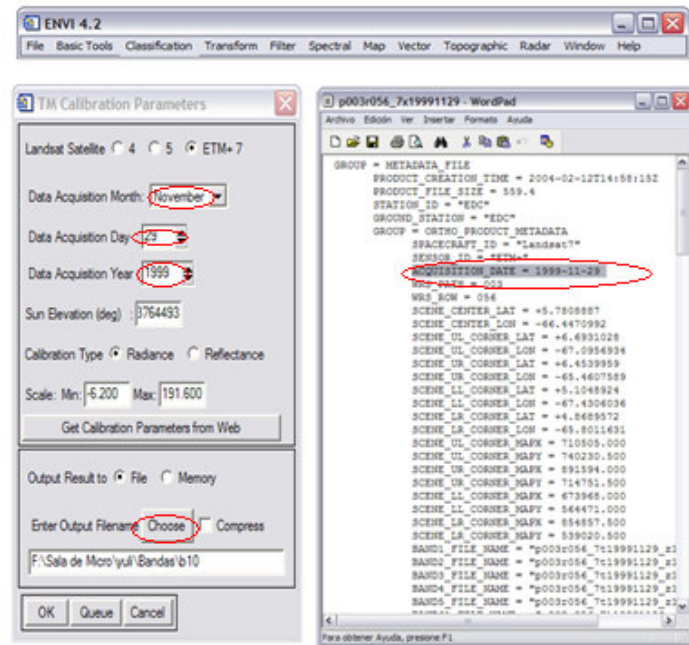 ENVI 4.2
File Basic Tools Classification Transform Filter Spectral Map Vector Topographic Radar Window Help
TM Calibration Parameters
Landsat Satellite 4 5 ETM+ 7
Data Acquisition Month: November
Data Acquisition Day 29
Data Acquisition Year 1999
Sun Elevation (deg) : 3764493
Calibration Type Radiance Reflectance
Scale: Min: -6.200 Max: 191.600
Get Calibration Parameters from Web
Output Result to File Memory
Enter Output Filename Choose Compress
F:\Sala de Micro\yuli\Bandas\b10
OK Queue Cancel
p003r056_7x19991129 - WordPad
Archivo Edición Ver Insertar Formato Ayuda
GROUP = METADATA_FILE
PRODUCT_CREATION_TIME = 2004-02-12T14:58:15Z
PRODUCT_FILE_SIZE = 559.4
STATION_ID = "EDC"
GROUND_STATION = "EDC"
GROUP = ORTHO_PRODUCT_METADATA
SPACECRAFT_ID = "Landsat7"
SENSOR_ID = "ETM+"
ACQUISITION_DATE = 1999-11-29
WRS_PATH = 003
WRS_ROW = 056
SCENE_CENTER_LAT = +5.7808887
SCENE_CENTER_LON = -66.4470992
SCENE_UL_CORNER_LAT = +6.6931028
SCENE_UL_CORNER_LON = -67.0956934
SCENE_UR_CORNER_LAT = +6.4539959
SCENE_UR_CORNER_LON = -65.4607589
SCENE_LL_CORNER_LAT = +5.1048924
SCENE_LL_CORNER_LON = -67.4306036
SCENE_LR_CORNER_LAT = +4.8689572
SCENE_LR_CORNER_LON = -65.8011631
SCENE_UL_CORNER_MAPX = 710505.000
SCENE_UL_CORNER_MAPY = 740230.500
SCENE_UR_CORNER_MAPX = 891594.000
SCENE_UR_CORNER_MAPY = 714751.500
SCENE_LL_CORNER_MAPX = 673968.000
SCENE_LL_CORNER_MAPY = 564471.000
SCENE_LR_CORNER_MAPX = 854857.500
SCENE_LR_CORNER_MAPY = 539020.500
BAND1_FILE_NAME = "p003r056_7t19991129_z1
BAND2_FILE_NAME = "p003r056_7t19991129_z1
BAND3_FILE_NAME = "p003r056_7t19991129_z1
BAND4_FILE_NAME = "p003r056_7t19991129_z1
BAND5_FILE_NAME = "p003r056_7t19991129_z1
Para obtener Ayuda, presione F1